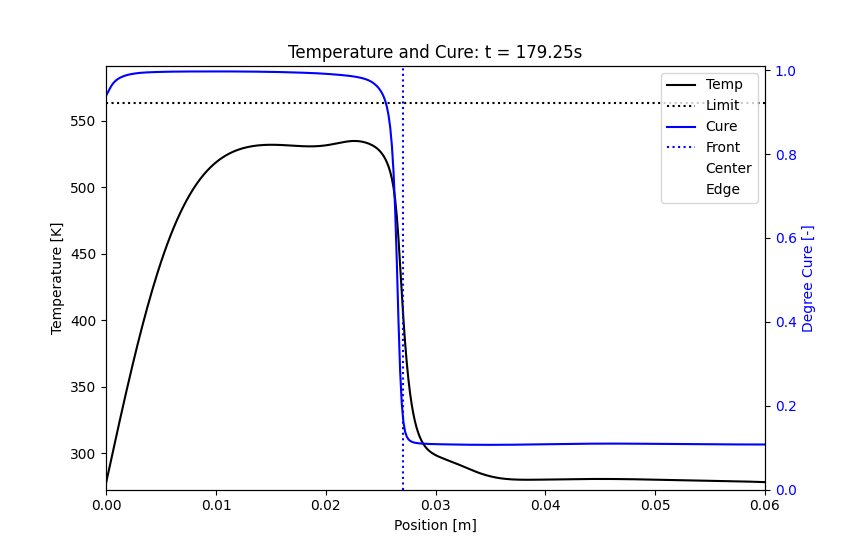 Temperature and Cure: t = 179.25s
Temp
Limit
Cure
Front
Center
Edge
550
500
450
400
350
300
Temperature [K]
1.0
0.8
0.6
0.4
0.2
0.0
Degree Cure [-]
0.00 0.01 0.02 0.03 0.04 0.05 0.06
Position [m]